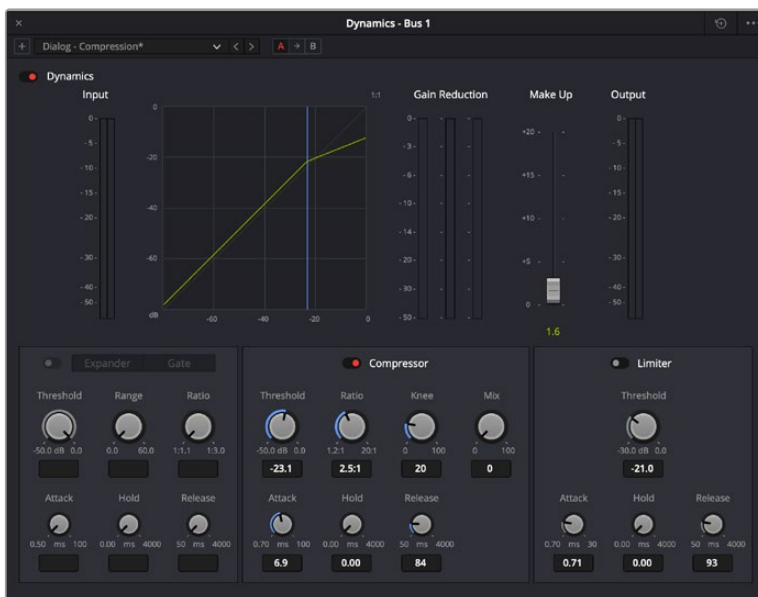 Dynamics - Bus 1
+ Dialog - Compression* A B
Dynamics
Input Gain Reduction Make Up Output
1:1
0 -5 -10 -15 -20 -30 -40 -50
0 -20 -40 -60 dB
-60 -40 -20 0
0 -3 -6 -10 -14 -20 -30 -50
+20 +15 +10 +5 0
1.6
0 -5 -10 -15 -20 -30 -40 -50
Expander Gate
Threshold Range Ratio
-50.0 dB 0.0 0.0 60.0 1:1.1 1:3.0
Attack Hold Release
0.50 ms 100 0.00 ms 4000 50 ms 4000
Compressor
Threshold Ratio Knee Mix
-50.0 dB 0.0 1.2:1 20:1 0 100 0 100
-23.1 2.5:1 20 0
Attack Hold Release
0.70 ms 100 0.00 ms 4000 50 ms 4000
6.9 0.00 84
Limiter
Threshold
-30.0 dB 0.0
-21.0
Attack Hold Release
0.70 ms 30 0.00 ms 4000 50 ms 4000
0.71 0.00 93